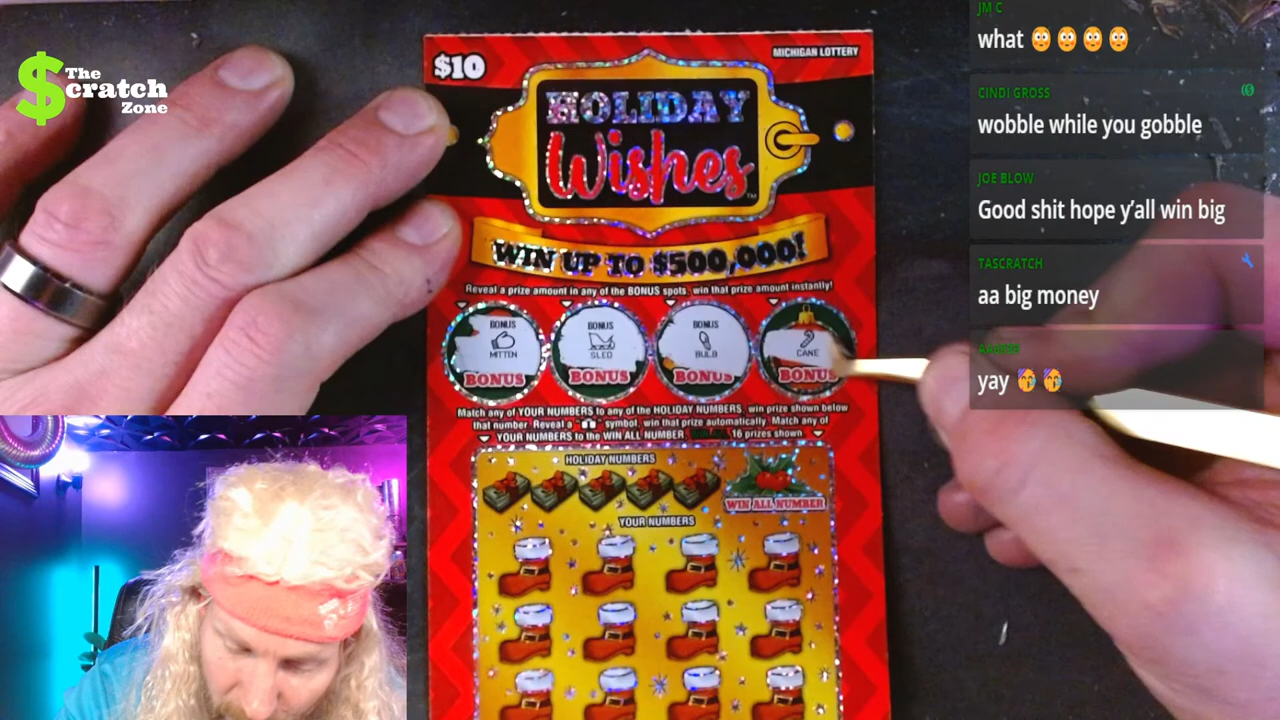 $ The
Scratch
Zone
$10
MICHIGAN LOTTERY
HOLIDAY
Wishes™
WIN UP TO $500,000!
Reveal a prize amount in any of the BONUS spots, win that prize amount instantly!
BONUS
MITTEN
BONUS
BONUS
SLED
BONUS
BONUS
BULB
BONUS
CANE
BONUS
Match any of YOUR NUMBERS to any of the HOLIDAY NUMBERS, win prize shown below
that number. Reveal a " " symbol, win that prize automatically. Match any of
YOUR NUMBERS to the WIN ALL NUMBER, 16 prizes shown
HOLIDAY NUMBERS
WIN ALL NUMBER
YOUR NUMBERS
JM C
what 😳 😳 😳 😳
CINDI GROSS
wobble while you gobble
JOE BLOW
Good shit hope y'all win big
TASCRATCH
aa big money
yay 🥳 🥳